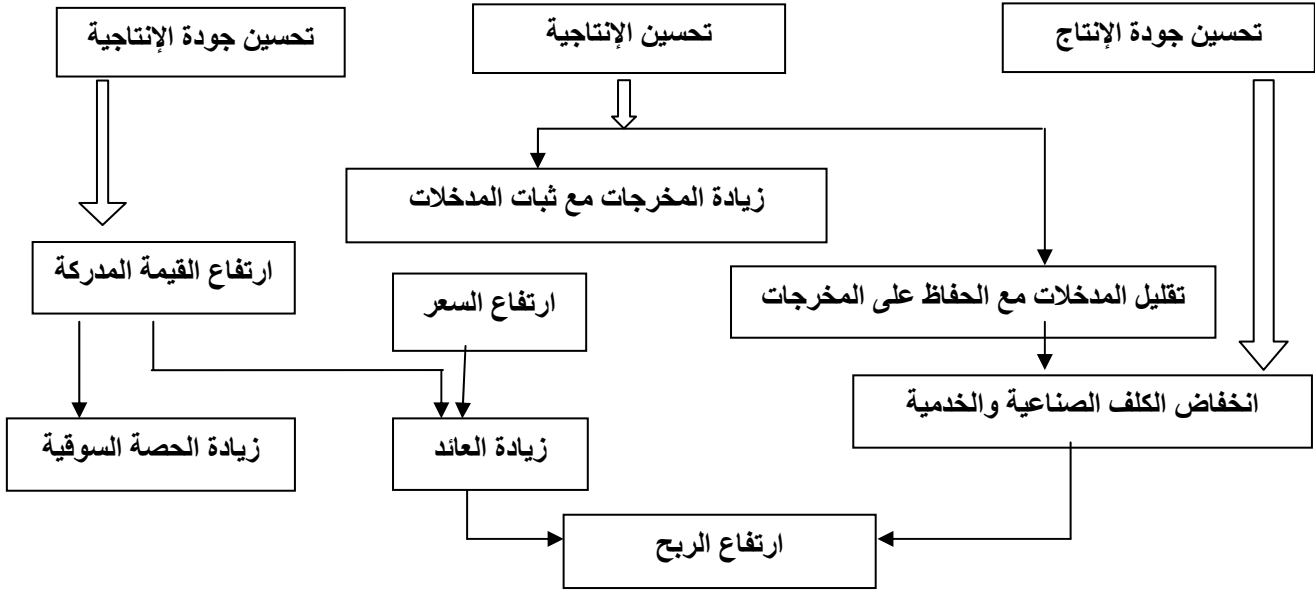 تحسين جودة الإنتاج
تحسين الإنتاجية
تحسين جودة الإنتاجية
زيادة المخرجات مع ثبات المدخلات
تقليل المدخلات مع الحفاظ على المخرجات
ارتفاع السعر
ارتفاع القيمة المدركة
انخفاض الكلف الصناعية والخدمية
زيادة العائد
زيادة الحصة السوقية
ارتفاع الربح